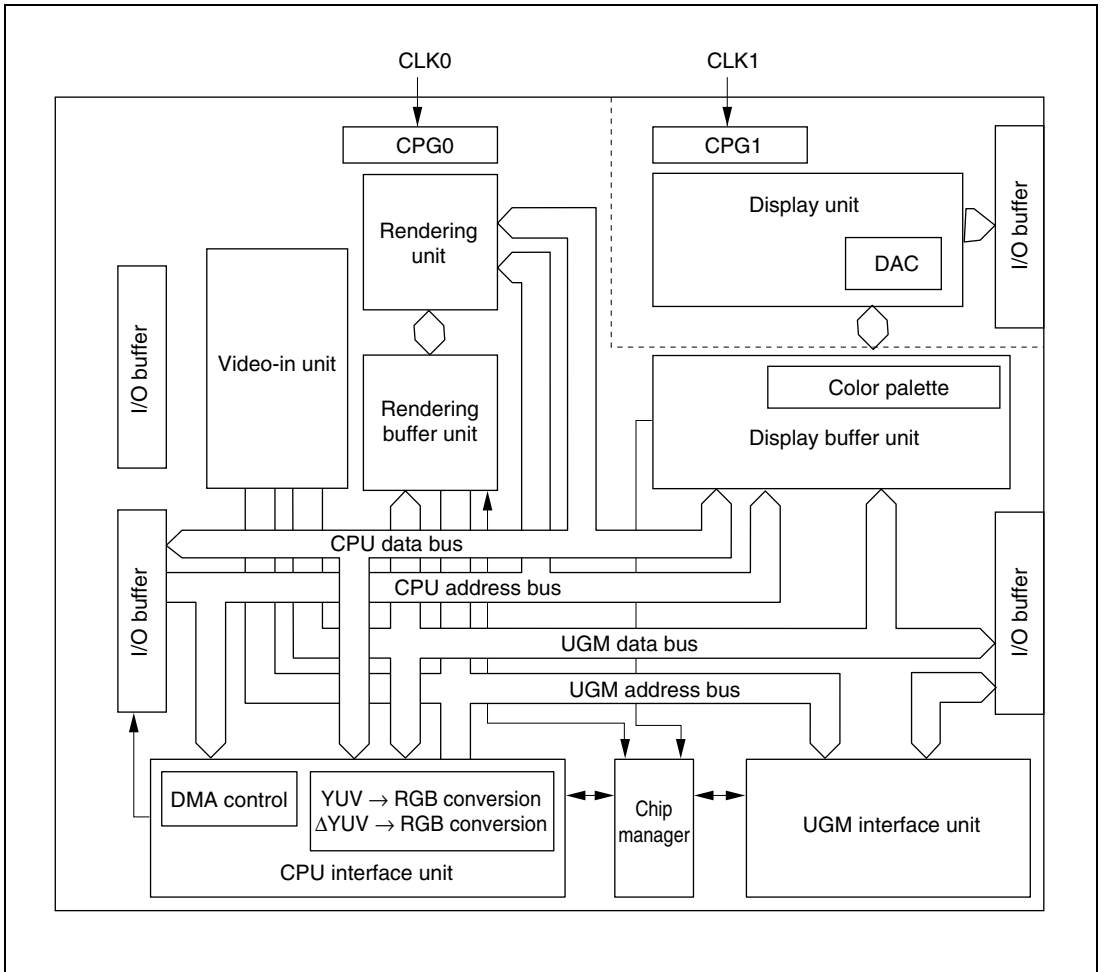 CLK0
CLK1
CPG0
CPG1
Rendering
unit
Display unit
DAC
I/O buffer
I/O buffer
Video-in unit
Rendering
buffer unit
Color palette
Display buffer unit
I/O buffer
CPU data bus
CPU address bus
I/O buffer
UGM data bus
UGM address bus
DMA control
YUV → RGB conversion
ΔYUV → RGB conversion
CPU interface unit
Chip
manager
UGM interface unit